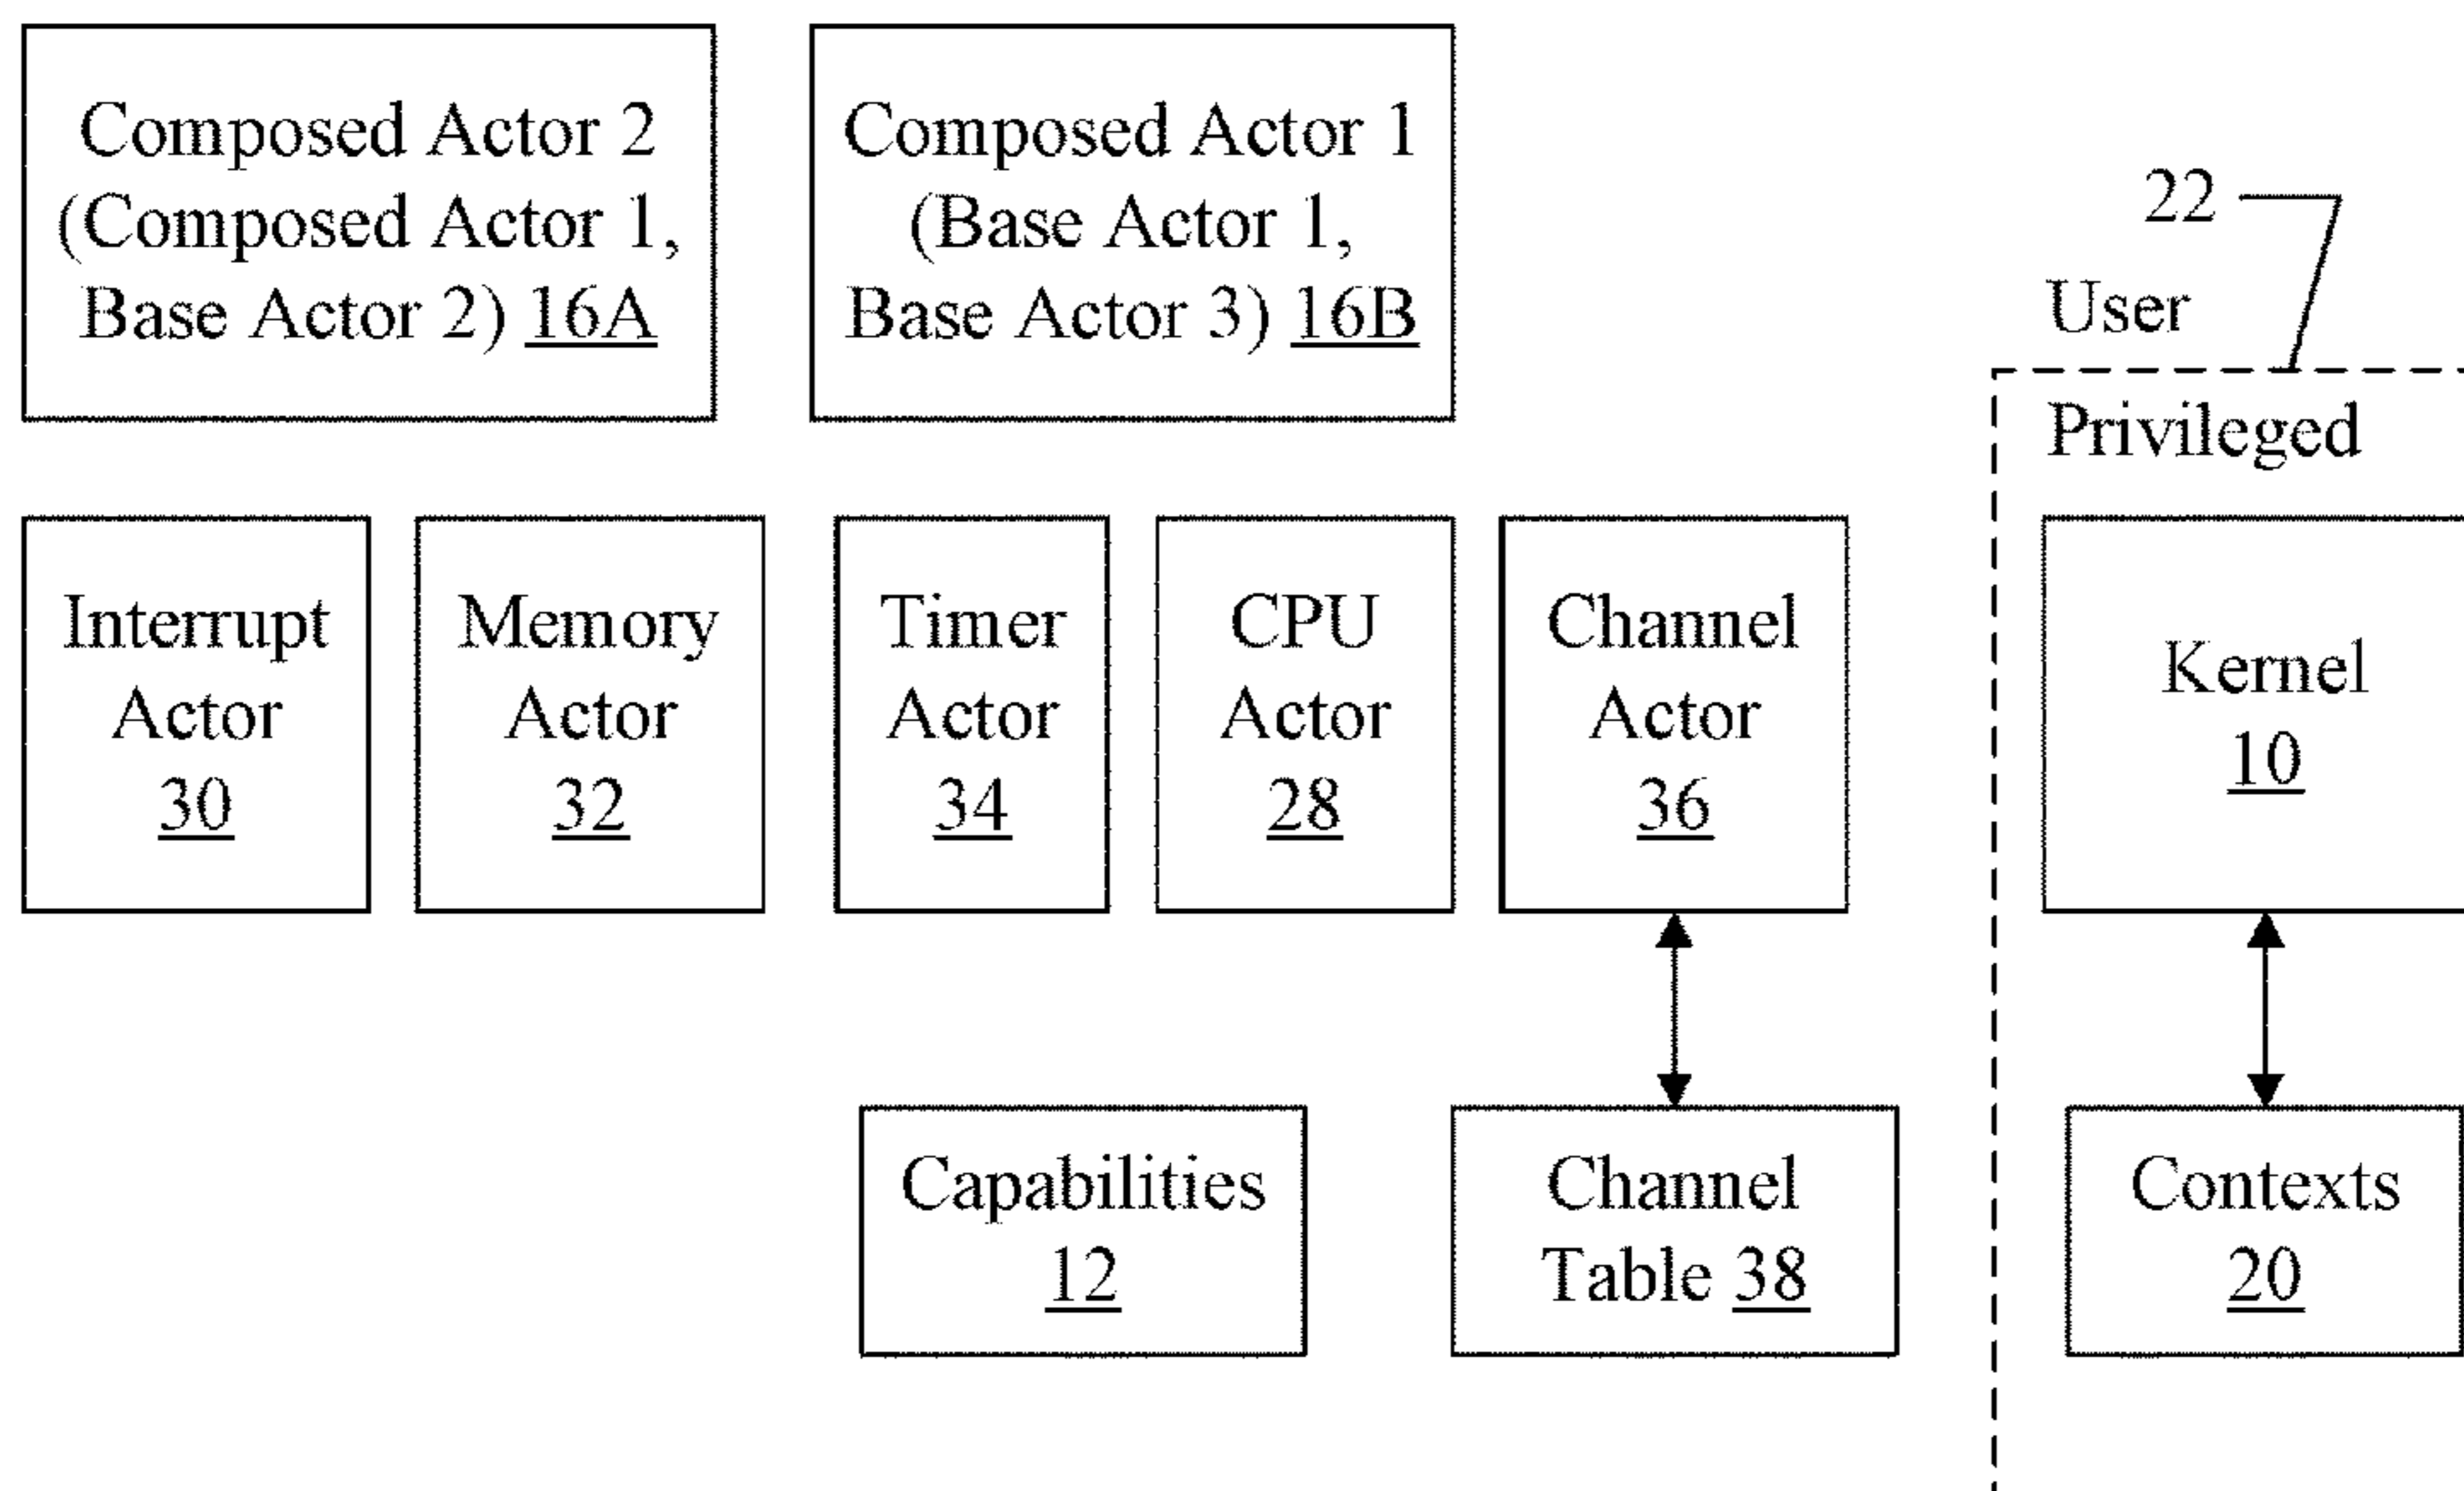 Composed Actor 2
(Composed Actor 1,
Base Actor 2) 16A
Composed Actor 1
(Base Actor 1,
Base Actor 3) 16B
22
User
Privileged
Interrupt
Actor
30
Memory
Actor
32
Timer
Actor
34
CPU
Actor
28
Channel
Actor
36
Kernel
10
Capabilities
12
Channel
Table 38
Contexts
20